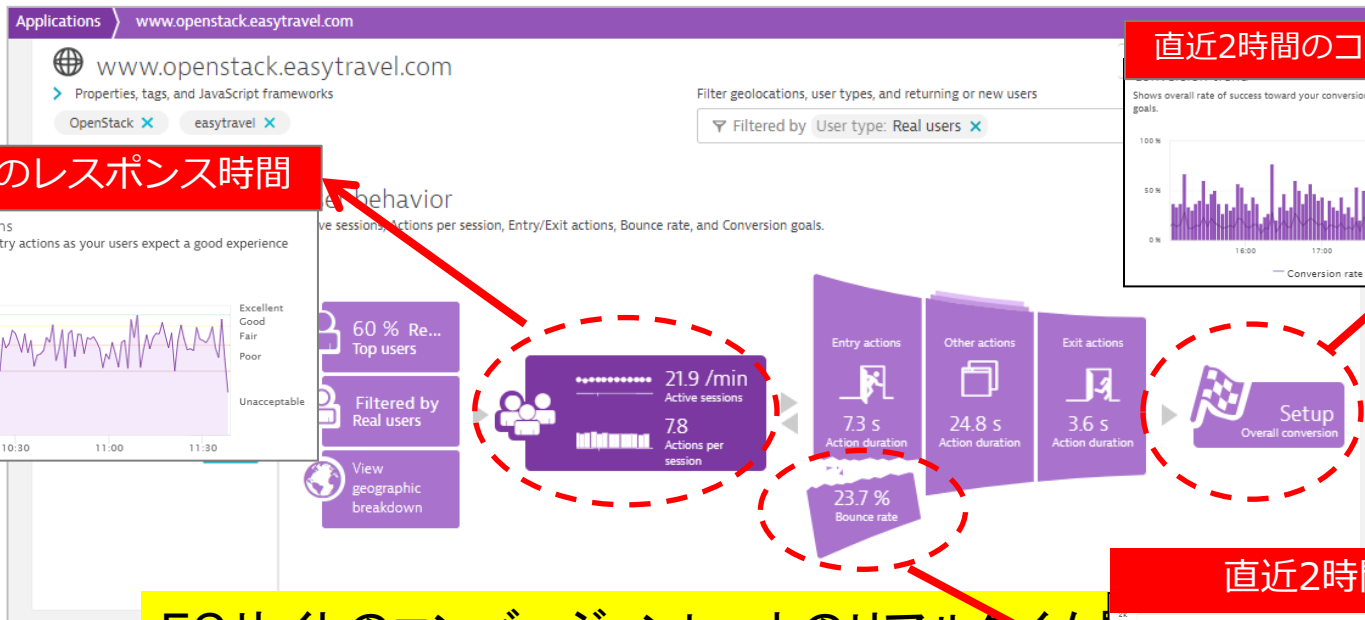 Applications
www.openstack.easytravel.com
www.openstack.easytravel.com
Properties, tags, and JavaScript frameworks
OpenStack
easytravel
Filter geolocations, user types, and returning or new users
Filtered by User type: Real users
直近2時間のコ
Shows overall rate of success toward your conversion
goals.
100 %
50 %
0 %
16:00
17:00
Conversion rate
のレスポンス時間
try actions as your users expect a good experience
Excellent
Good
Fair
Poor
Unacceptable
10:30
11:00
11:30
behavior
sessions, Actions per session, Entry/Exit actions, Bounce rate, and Conversion goals.
60 % Re...
Top users
Filtered by
Real users
View
geographic
breakdown
21.9 /min
Active sessions
7.8
Actions per
session
Entry actions
7.3 s
Action duration
Other actions
24.8 s
Action duration
Exit actions
3.6 s
Action duration
23.7 %
Bounce rate
Setup
Overall conversion
直近2時